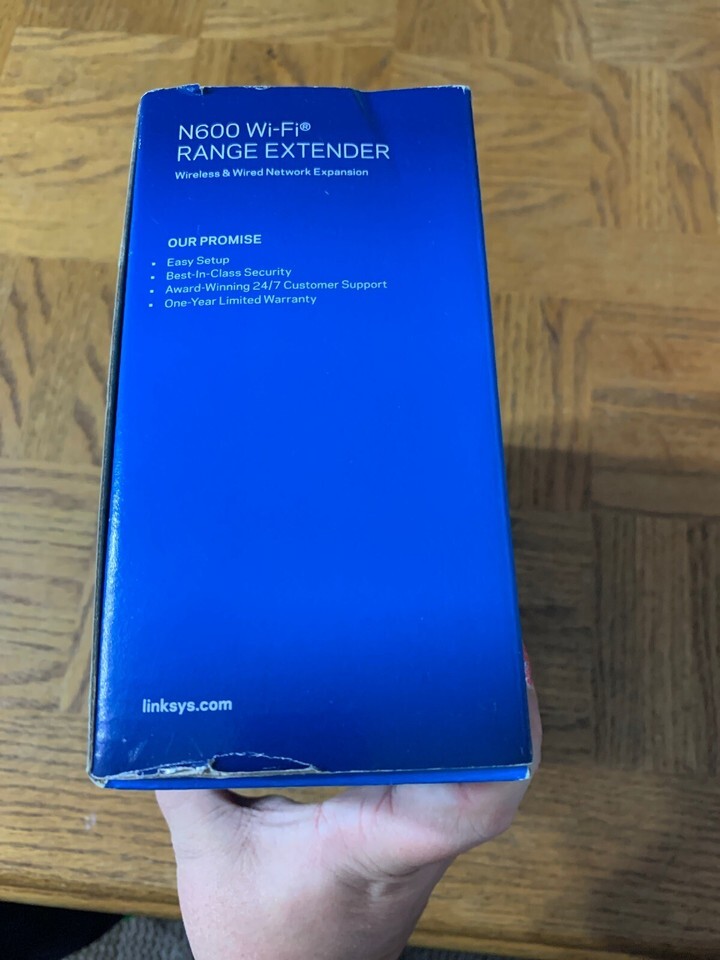 N600 Wi-Fi®
RANGE EXTENDER
Wireless & Wired Network Expansion
OUR PROMISE
• Easy Setup
• Best-In-Class Security
• Award-Winning 24/7 Customer Support
• One-Year Limited Warranty
linksys.com